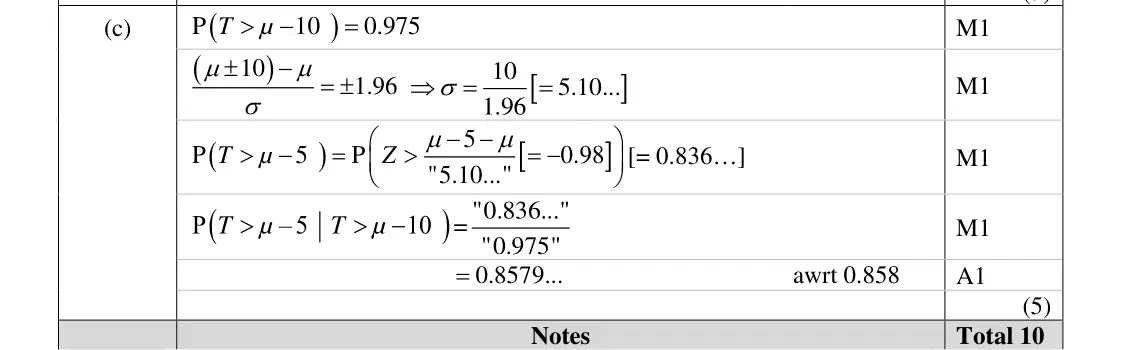 (c) P(T > μ − 10 ) = 0.975 M1
(μ ± 10) − μ / σ = ±1.96 ⇒ σ = 10/1.96 [= 5.10...] M1
P(T > μ − 5 ) = P(Z > μ − 5 − μ / "5.10..." [= −0.98]) [= 0.836…] M1
P(T > μ − 5 | T > μ − 10 ) = "0.836..." / "0.975" M1
= 0.8579... awrt 0.858 A1
(5)
Notes Total 10